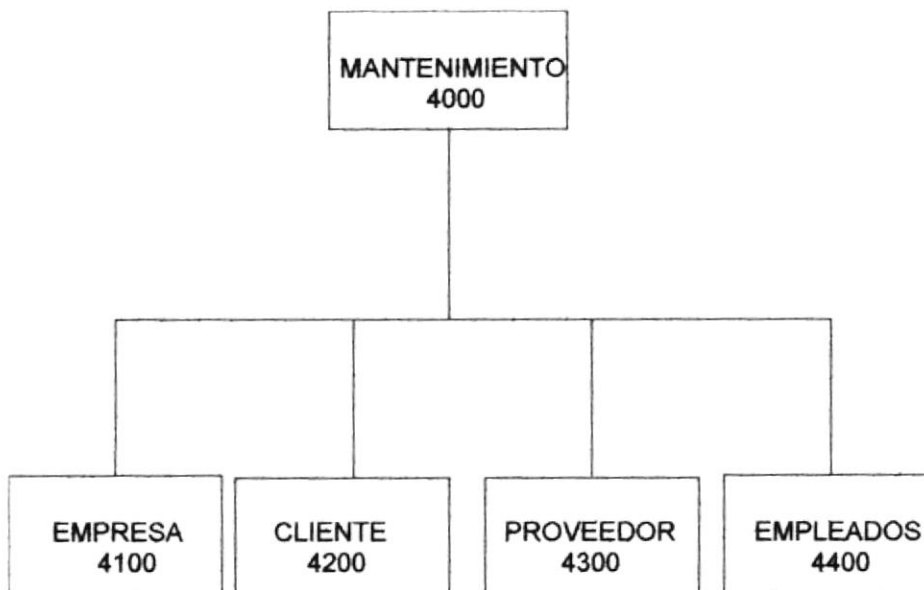 MANTENIMIENTO
4000
EMPRESA
4100
CLIENTE
4200
PROVEEDOR
4300
EMPLEADOS
4400